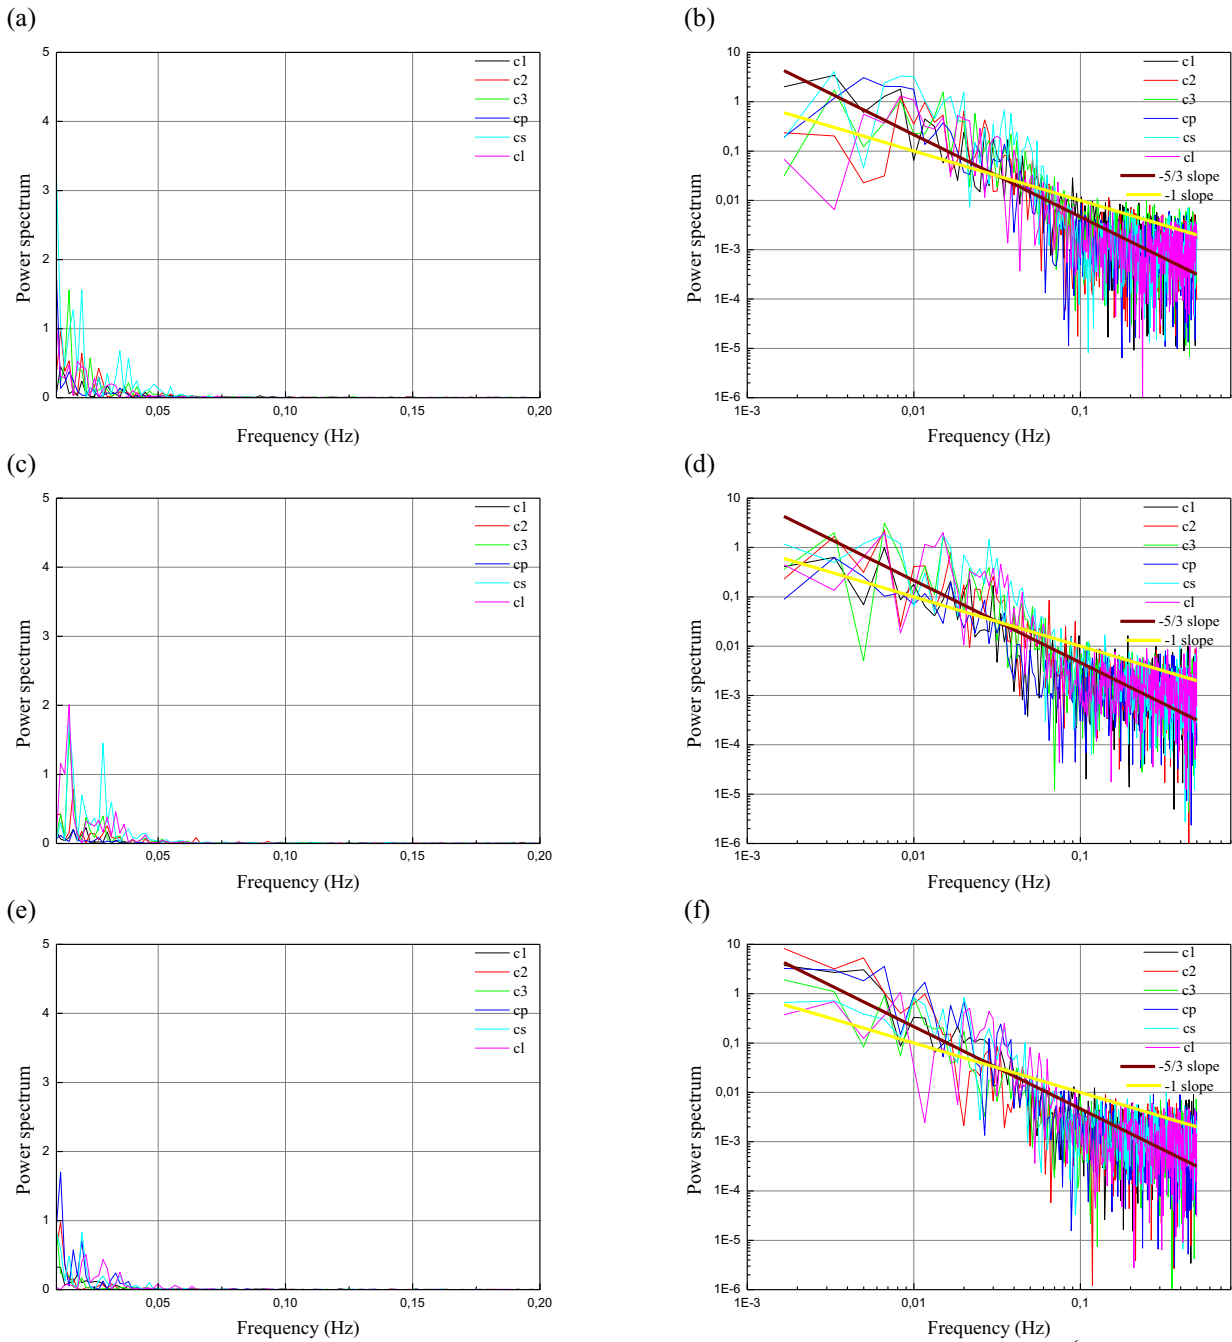 (a)
5
4
3
2
1
0
0,05
0,10
0,15
0,20
Power spectrum
Frequency (Hz)
c1
c2
c3
cp
cs
cl
(b)
10
1
0,1
0,01
1E-3
1E-4
1E-5
1E-6
1E-3
0,01
0,1
Power spectrum
Frequency (Hz)
c1
c2
c3
cp
cs
cl
-5/3 slope
-1 slope
(c)
5
4
3
2
1
0
0,05
0,10
0,15
0,20
Power spectrum
Frequency (Hz)
c1
c2
c3
cp
cs
cl
(d)
10
1
0,1
0,01
1E-3
1E-4
1E-5
1E-6
1E-3
0,01
0,1
Power spectrum
Frequency (Hz)
c1
c2
c3
cp
cs
cl
-5/3 slope
-1 slope
(e)
5
4
3
2
1
0
0,05
0,10
0,15
0,20
Power spectrum
Frequency (Hz)
c1
c2
c3
cp
cs
cl
(f)
10
1
0,1
0,01
1E-3
1E-4
1E-5
1E-6
1E-3
0,01
0,1
Power spectrum
Frequency (Hz)
c1
c2
c3
cp
cs
cl
-5/3 slope
-1 slope